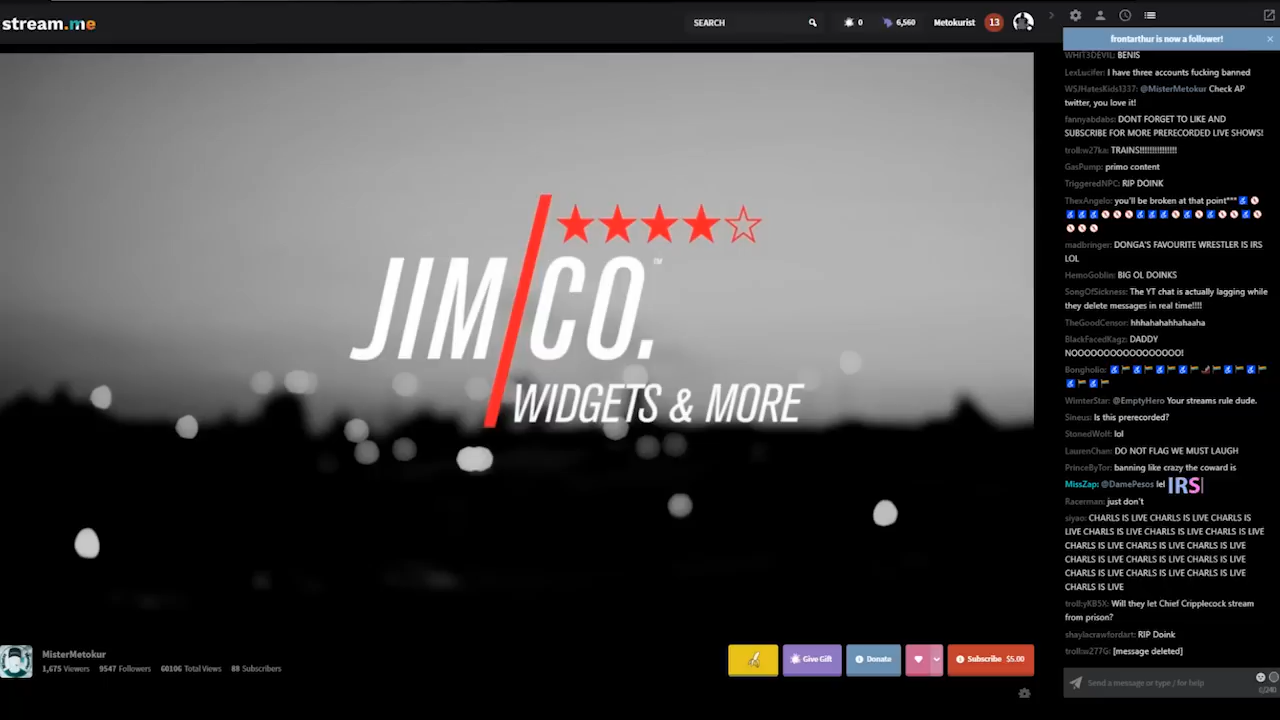 stream.me
SEARCH
0
6,560
Metokurist
13
frontarthur is now a follower!
WHIT3DEVIL: BENIS
LexLucifer: I have three accounts fucking banned
WSJHatesKids1337: @MisterMetokur Check AP
twitter, you love it!
fannyabdabs: DONT FORGET TO LIKE AND
SUBSCRIBE FOR MORE PRERECORDED LIVE SHOWS!
troll:w27ka: TRAINS!!!!!!!!!!!!!!!!
GasPump: primo content
TriggeredNPC: RIP DOINK
ThexAngelo: you'll be broken at that point***
madbringer: DONGA'S FAVOURITE WRESTLER IS IRS
LOL
HemoGoblin: BIG OL DOINKS
SongOfSickness: The YT chat is actually lagging while
they delete messages in real time!!!!
TheGoodCensor: hhhahahahhahaaha
BlackFacedKagz: DADDY
NOOOOOOOOOOOOOOOOO!
Bongholio:
WimterStar: @EmptyHero Your streams rule dude.
Sineus: Is this prerecorded?
StonedWolf: lol
LaurenChan: DO NOT FLAG WE MUST LAUGH
PrinceByTor: banning like crazy the coward is
MissZap: @DamePesos lel IRS
Racerman: just don't
siyao: CHARLS IS LIVE CHARLS IS LIVE CHARLS IS
LIVE CHARLS IS LIVE CHARLS IS LIVE CHARLS IS LIVE
CHARLS IS LIVE CHARLS IS LIVE CHARLS IS LIVE
CHARLS IS LIVE CHARLS IS LIVE CHARLS IS LIVE
CHARLS IS LIVE CHARLS IS LIVE CHARLS IS LIVE
CHARLS IS LIVE
troll:yKB5X: Will they let Chief Cripplecock stream
from prison?
shaylacrawfordart: RIP Doink
troll:w277G: [message deleted]
Send a message or type / for help
0/240
JIM/CO.™
WIDGETS & MORE
MisterMetokur
1,675 Viewers 9547 Followers 60106 Total Views 88 Subscribers
Give Gift
Donate
Subscribe $5.00